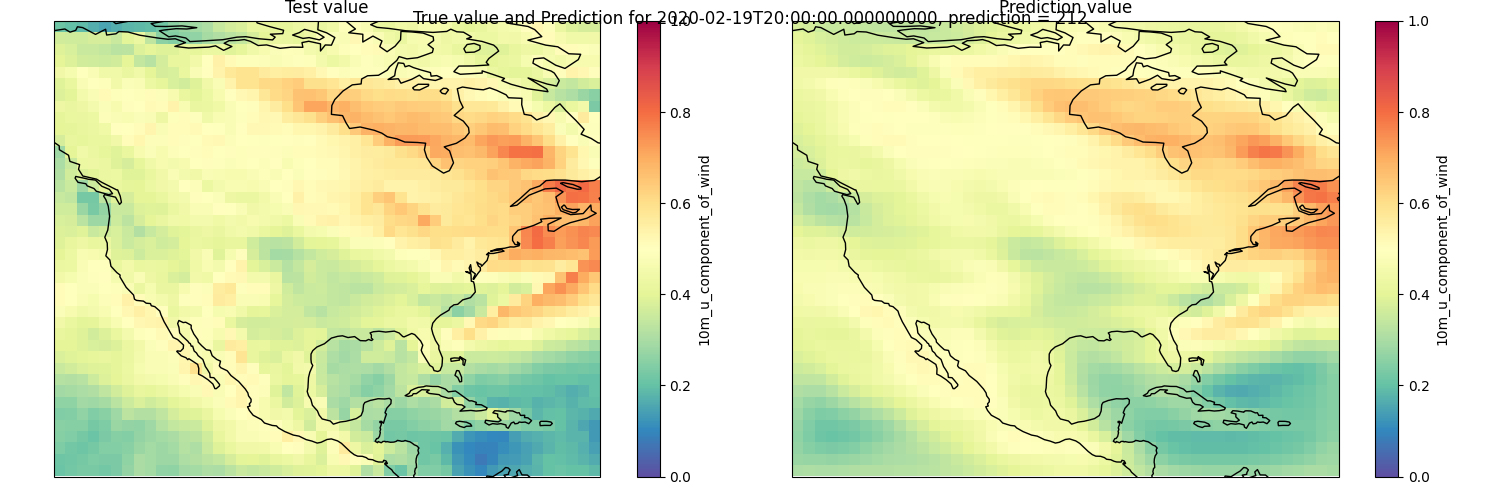 Test value
Prediction value
True value and Prediction for 2020-02-19T20:00:00.000000000, prediction = 212
1.0
0.8
0.6
0.4
0.2
0.0
10m_u_component_of_wind
1.0
0.8
0.6
0.4
0.2
0.0
10m_u_component_of_wind